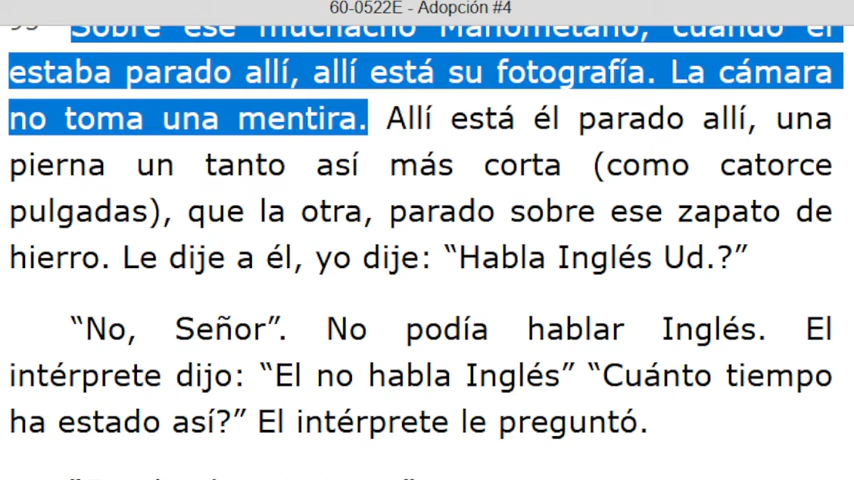 60-0522E - Adopción #4
Sobre ese muchacho Mahometano, cuando él
estaba parado allí, allí está su fotografía. La cámara
no toma una mentira. Allí está él parado allí, una
pierna un tanto así más corta (como catorce
pulgadas), que la otra, parado sobre ese zapato de
hierro. Le dije a él, yo dije: “Habla Inglés Ud.?”
“No, Señor”. No podía hablar Inglés. El
intérprete dijo: “El no habla Inglés” “Cuánto tiempo
ha estado así?” El intérprete le preguntó.